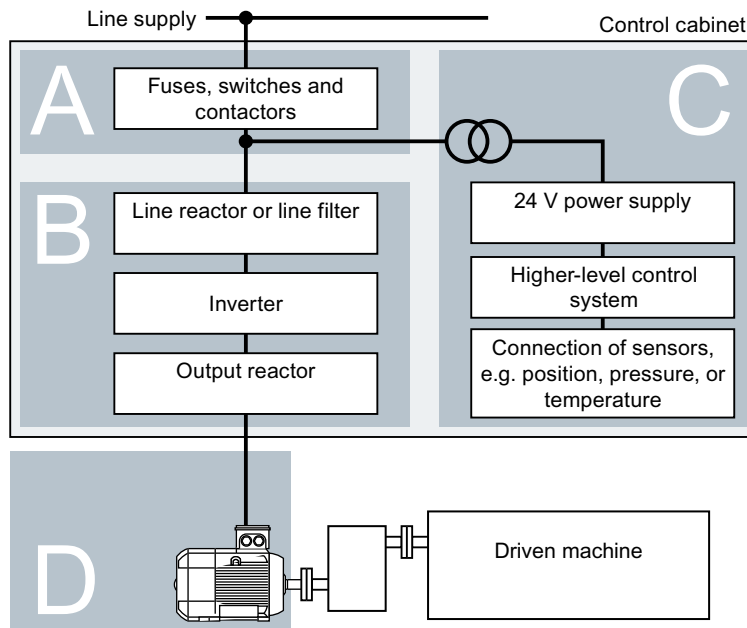 Line supply
Control cabinet
A
Fuses, switches and
contactors
C
B
Line reactor or line filter
24 V power supply
Inverter
Higher-level control
system
Output reactor
Connection of sensors,
e.g. position, pressure, or
temperature
D
Driven machine